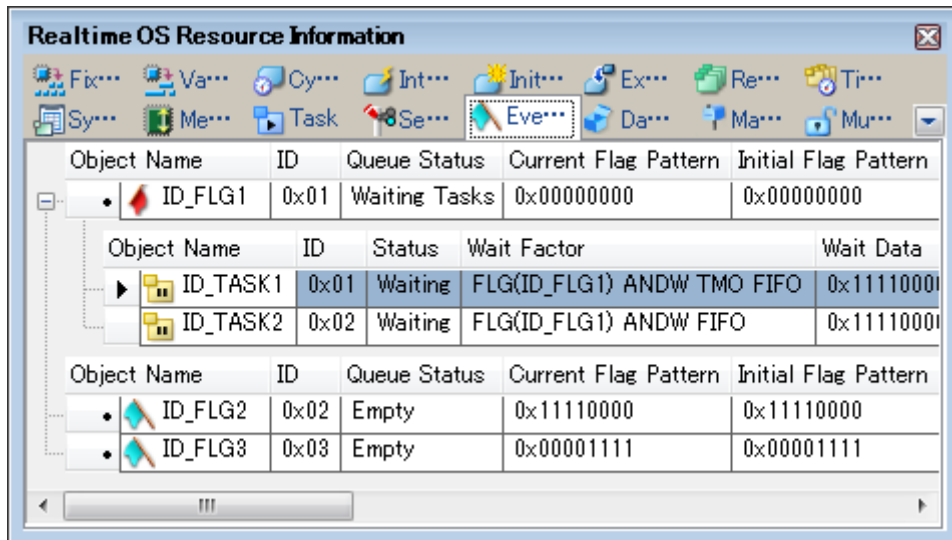 Realtime OS Resource Information
Fix… Va… Cy… Int… Init… Ex… Re… Ti…
Sy… Me… Task Se… Eve… Da… Ma… Mu…
Object Name ID Queue Status Current Flag Pattern Initial Flag Pattern
ID_FLG1 0x01 Waiting Tasks 0x00000000 0x00000000
Object Name ID Status Wait Factor Wait Data
ID_TASK1 0x01 Waiting FLG(ID_FLG1) ANDW TMO FIFO 0x1111000
ID_TASK2 0x02 Waiting FLG(ID_FLG1) ANDW FIFO 0x1111000
Object Name ID Queue Status Current Flag Pattern Initial Flag Pattern
ID_FLG2 0x02 Empty 0x11110000 0x11110000
ID_FLG3 0x03 Empty 0x00001111 0x00001111